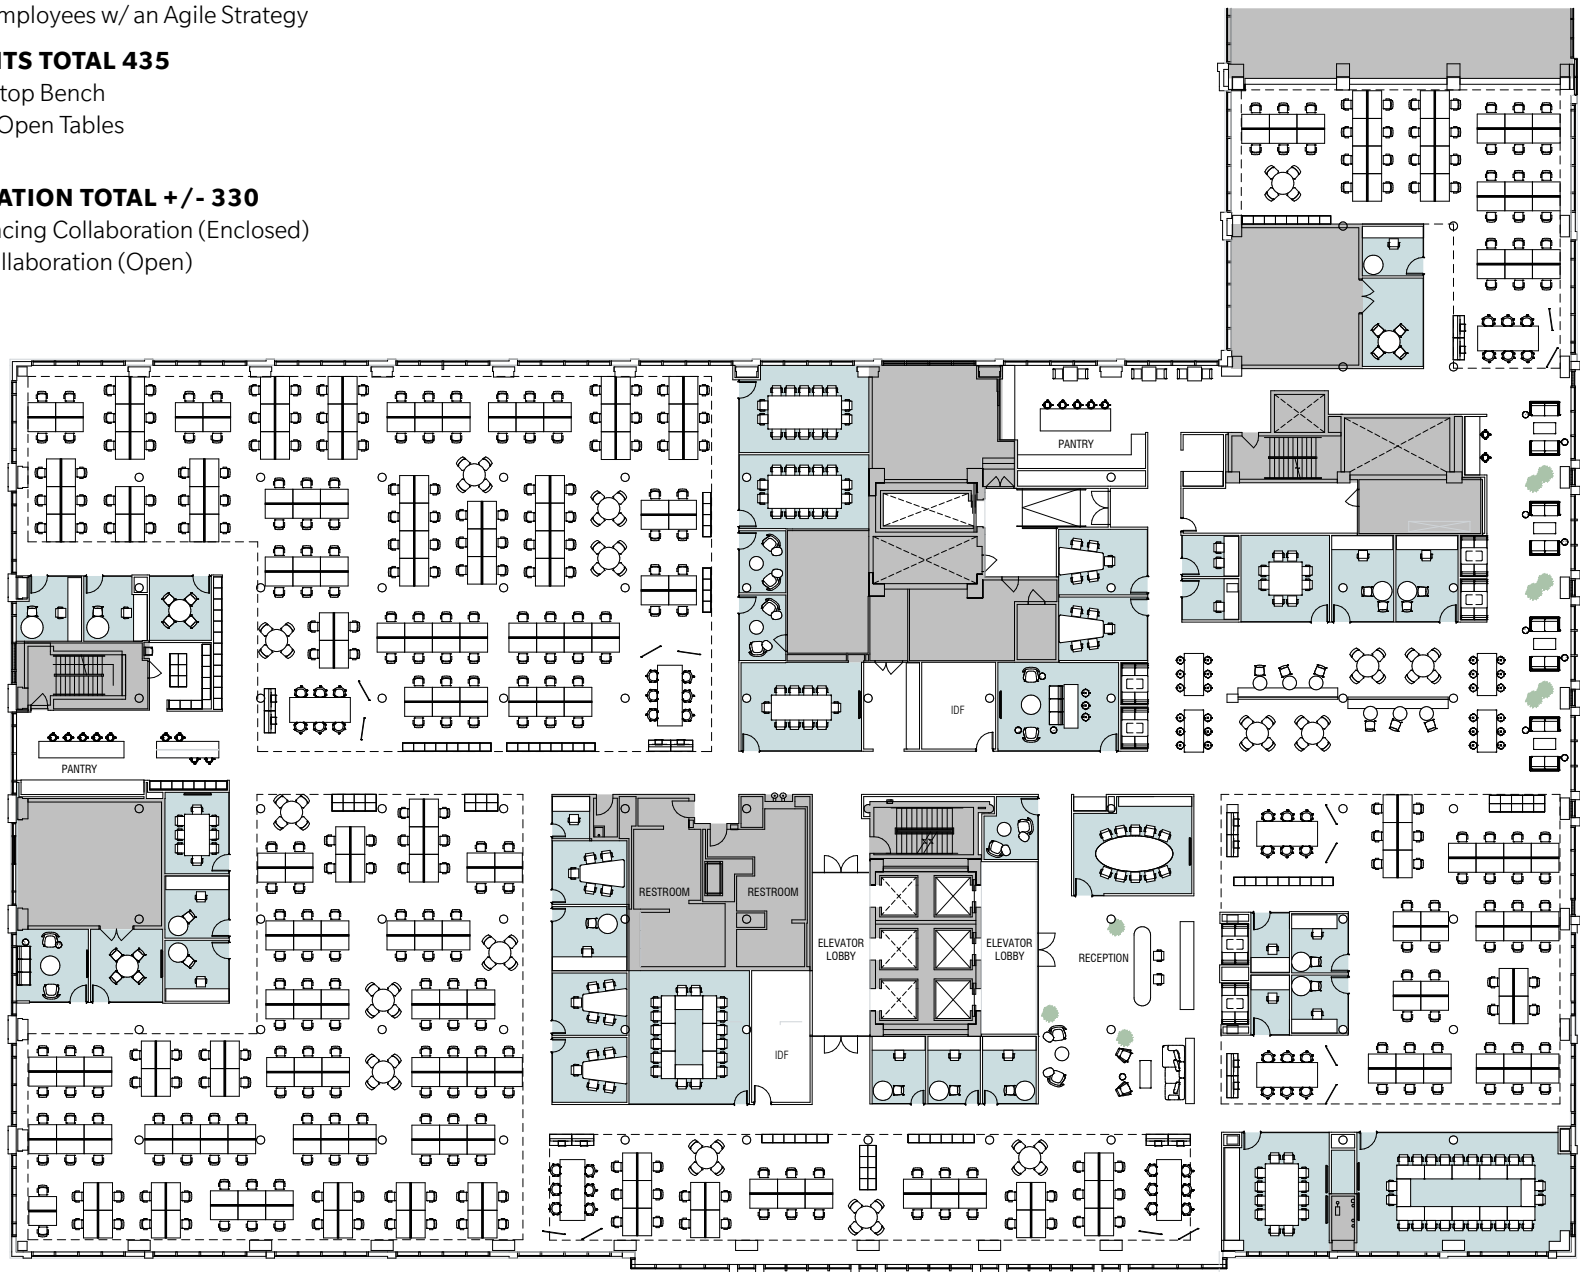 mployees w/ an Agile Strategy
ITS TOTAL 435
top Bench
Open Tables
ATION TOTAL +/- 330
acing Collaboration (Enclosed)
llaboration (Open)
PANTRY
IDF
PANTRY
RESTROOM
RESTROOM
ELEVATOR
LOBBY
ELEVATOR
LOBBY
RECEPTION
IDF